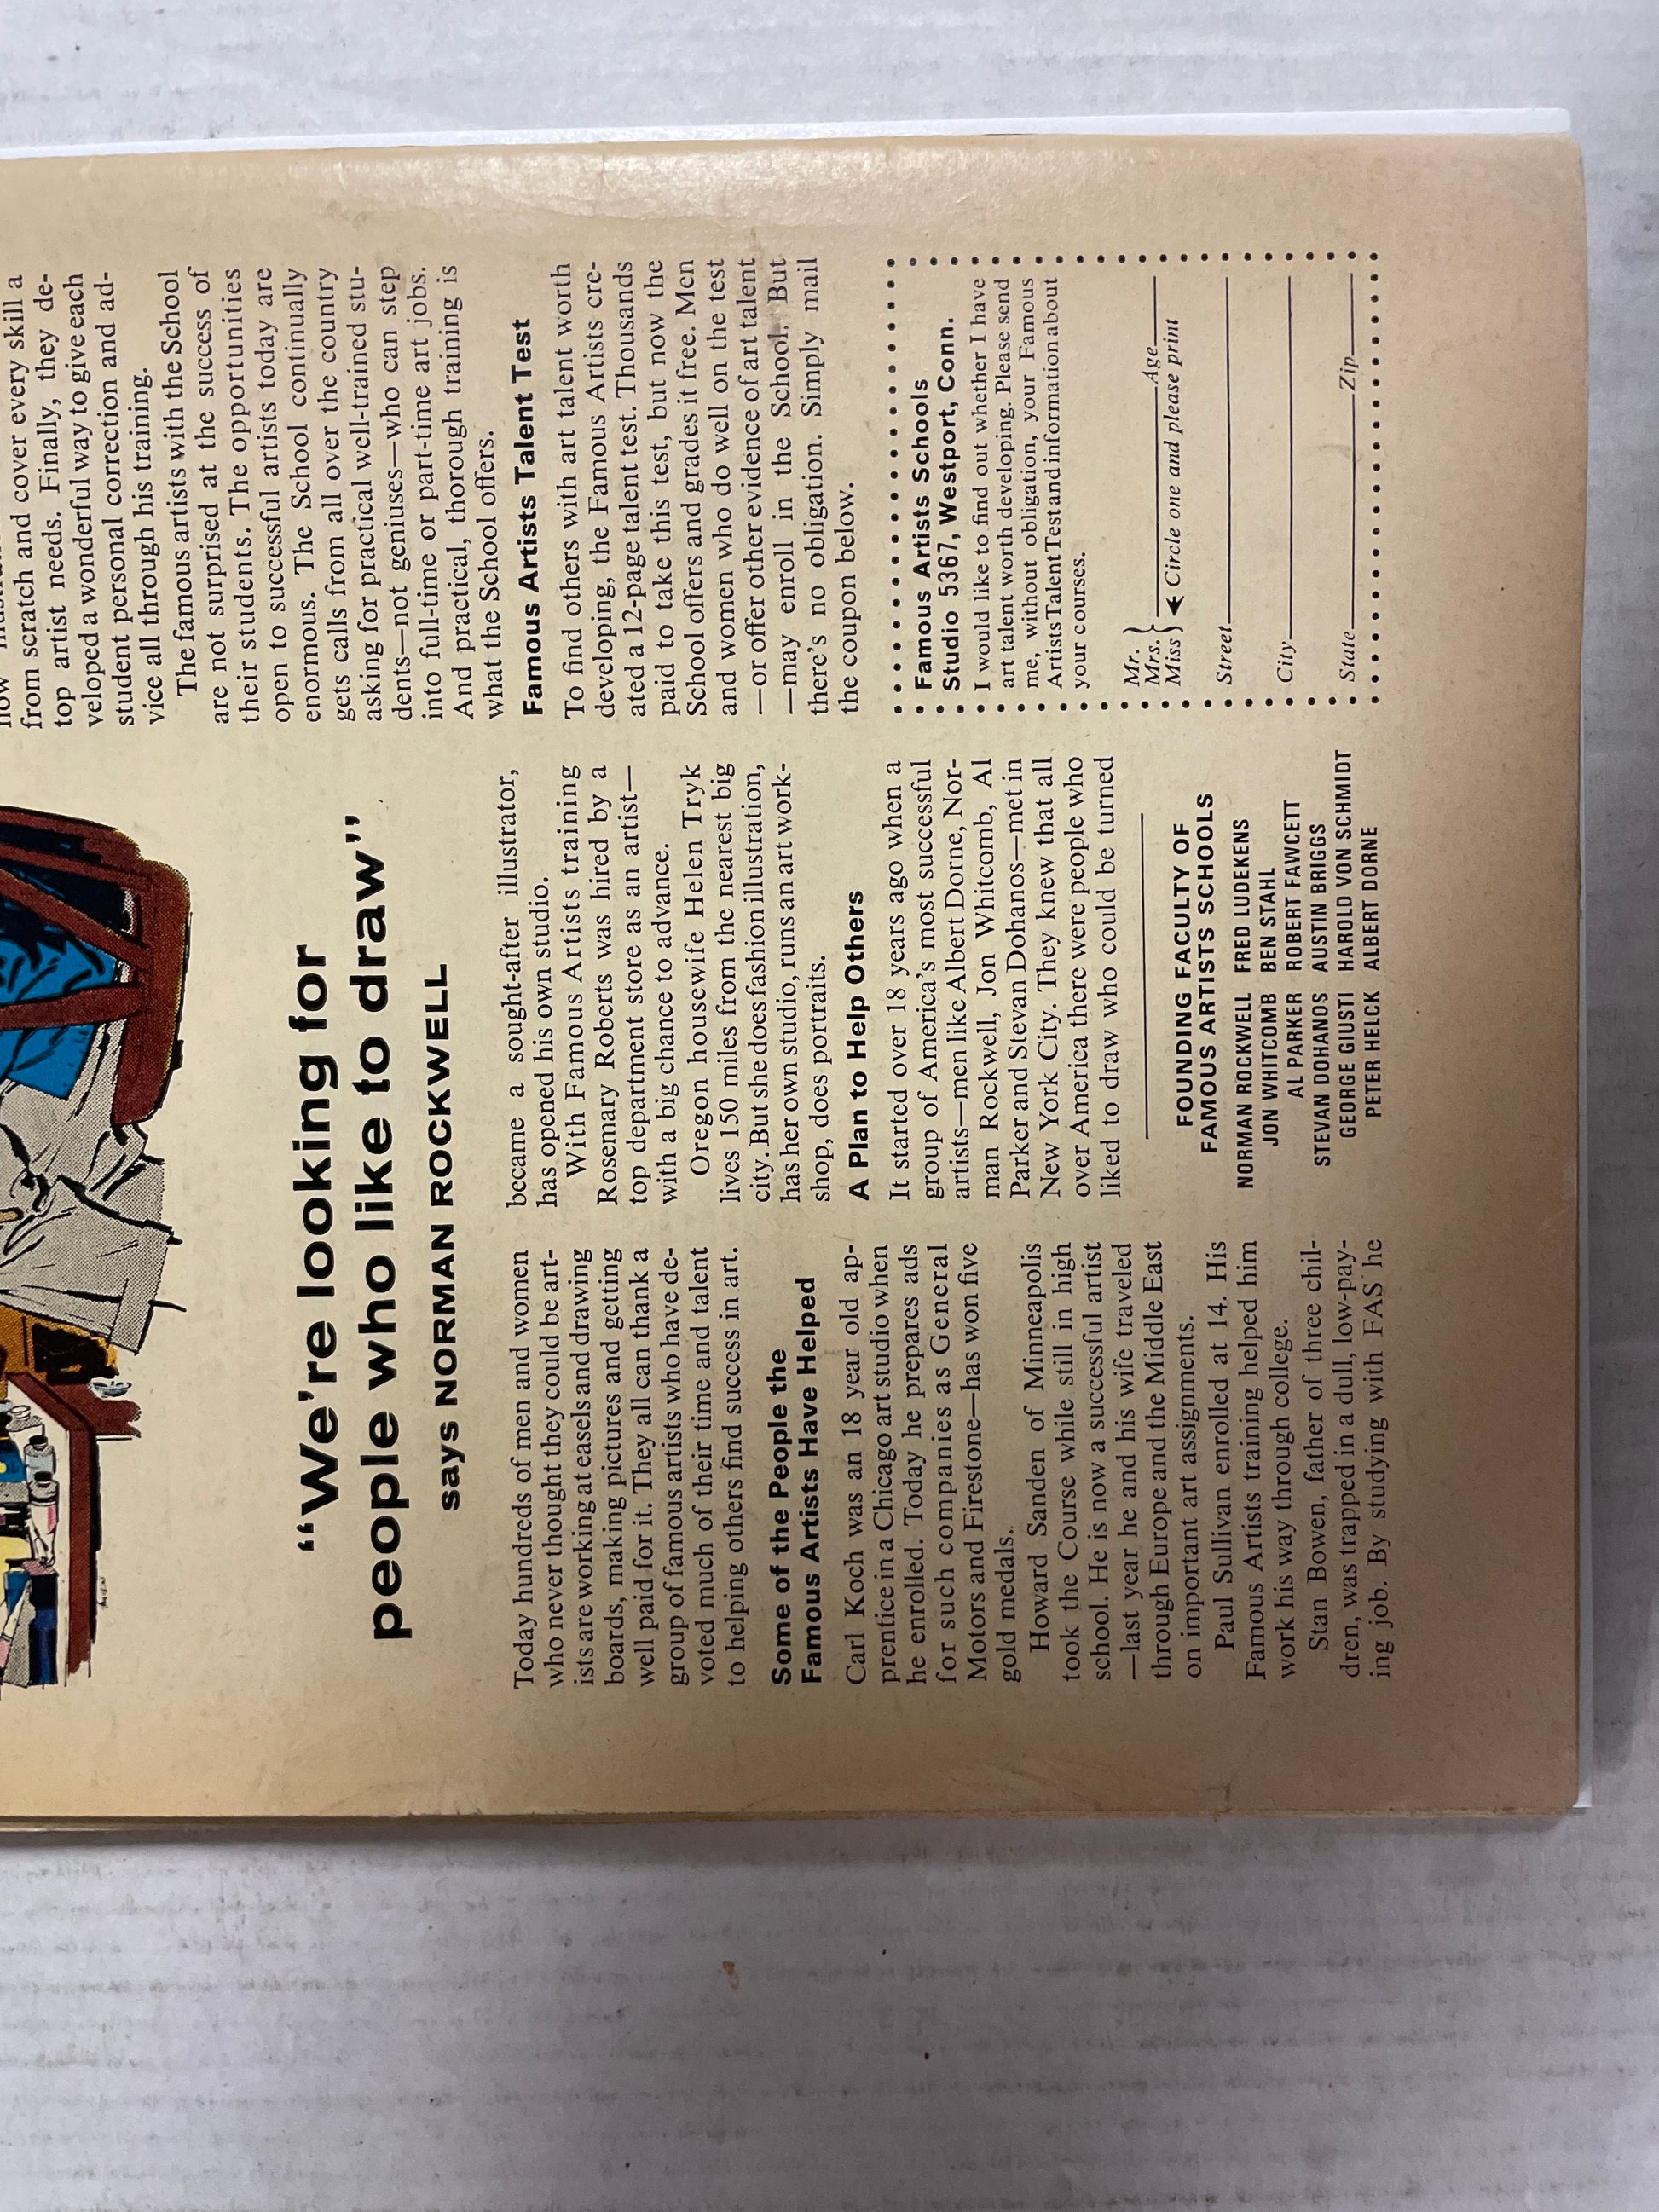 “We're looking for
people who like to draw”
says NORMAN ROCKWELL
Today hundreds of men and women
who never thought they could be art-
ists are working at easels and drawing
boards, making pictures and getting
well paid for it. They all can thank a
group of famous artists who have de-
voted much of their time and talent
to helping others find success in art.
Some of the People the
Famous Artists Have Helped
Carl Koch was an 18 year old ap-
prentice in a Chicago art studio when
he enrolled. Today he prepares ads
for such companies as General
Motors and Firestone—has won five
gold medals.
Howard Sanden of Minneapolis
took the Course while still in high
school. He is now a successful artist
—last year he and his wife traveled
through Europe and the Middle East
on important art assignments.
Paul Sullivan enrolled at 14. His
Famous Artists training helped him
work his way through college.
Stan Bowen, father of three chil-
dren, was trapped in a dull, low-pay-
ing job. By studying with FAS he
became a sought-after illustrator,
has opened his own studio.
With Famous Artists training
Rosemary Roberts was hired by a
top department store as an artist—
with a big chance to advance.
Oregon housewife Helen Tryk
lives 150 miles from the nearest big
city. But she does fashion illustration,
has her own studio, runs an art work-
shop, does portraits.
A Plan to Help Others
It started over 18 years ago when a
group of America's most successful
artists—men like Albert Dorne, Nor-
man Rockwell, Jon Whitcomb, Al
Parker and Stevan Dohanos—met in
New York City. They knew that all
over America there were people who
liked to draw who could be turned
FOUNDING FACULTY OF
FAMOUS ARTISTS SCHOOLS
NORMAN ROCKWELL FRED LUDEKENS
JON WHITCOMB BEN STAHL
AL PARKER ROBERT FAWCETT
STEVAN DOHANOS AUSTIN BRIGGS
GEORGE GIUSTI HAROLD VON SCHMIDT
PETER HELCK ALBERT DORNE
from scratch and cover every skill a
top artist needs. Finally, they de-
veloped a wonderful way to give each
student personal correction and ad-
vice all through his training.
The famous artists with the School
are not surprised at the success of
their students. The opportunities
open to successful artists today are
enormous. The School continually
gets calls from all over the country
asking for practical well-trained stu-
dents—not geniuses—who can step
into full-time or part-time art jobs.
And practical, thorough training is
what the School offers.
Famous Artists Talent Test
To find others with art talent worth
developing, the Famous Artists cre-
ated a 12-page talent test. Thousands
paid to take this test, but now the
School offers and grades it free. Men
and women who do well on the test
—or offer other evidence of art talent
—may enroll in the School. But
there's no obligation. Simply mail
the coupon below.
Famous Artists Schools
Studio 5367, Westport, Conn.
I would like to find out whether I have
art talent worth developing. Please send
me, without obligation, your Famous
Artists Talent Test and information about
your courses.
Mr.
Mrs. Age
Miss Circle one and please print
Street
City
State Zip